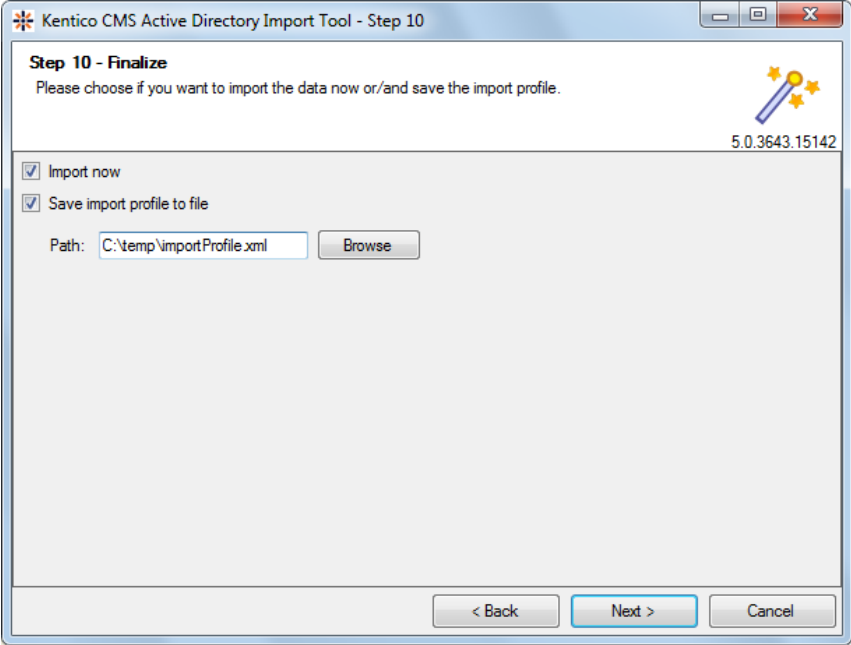 Kentico CMS Active Directory Import Tool - Step 10
Step 10 - Finalize
Please choose if you want to import the data now or/and save the import profile.
5.0.3643.15142
Import now
Save import profile to file
Path: C:\temp\importProfile.xml Browse
< Back Next > Cancel